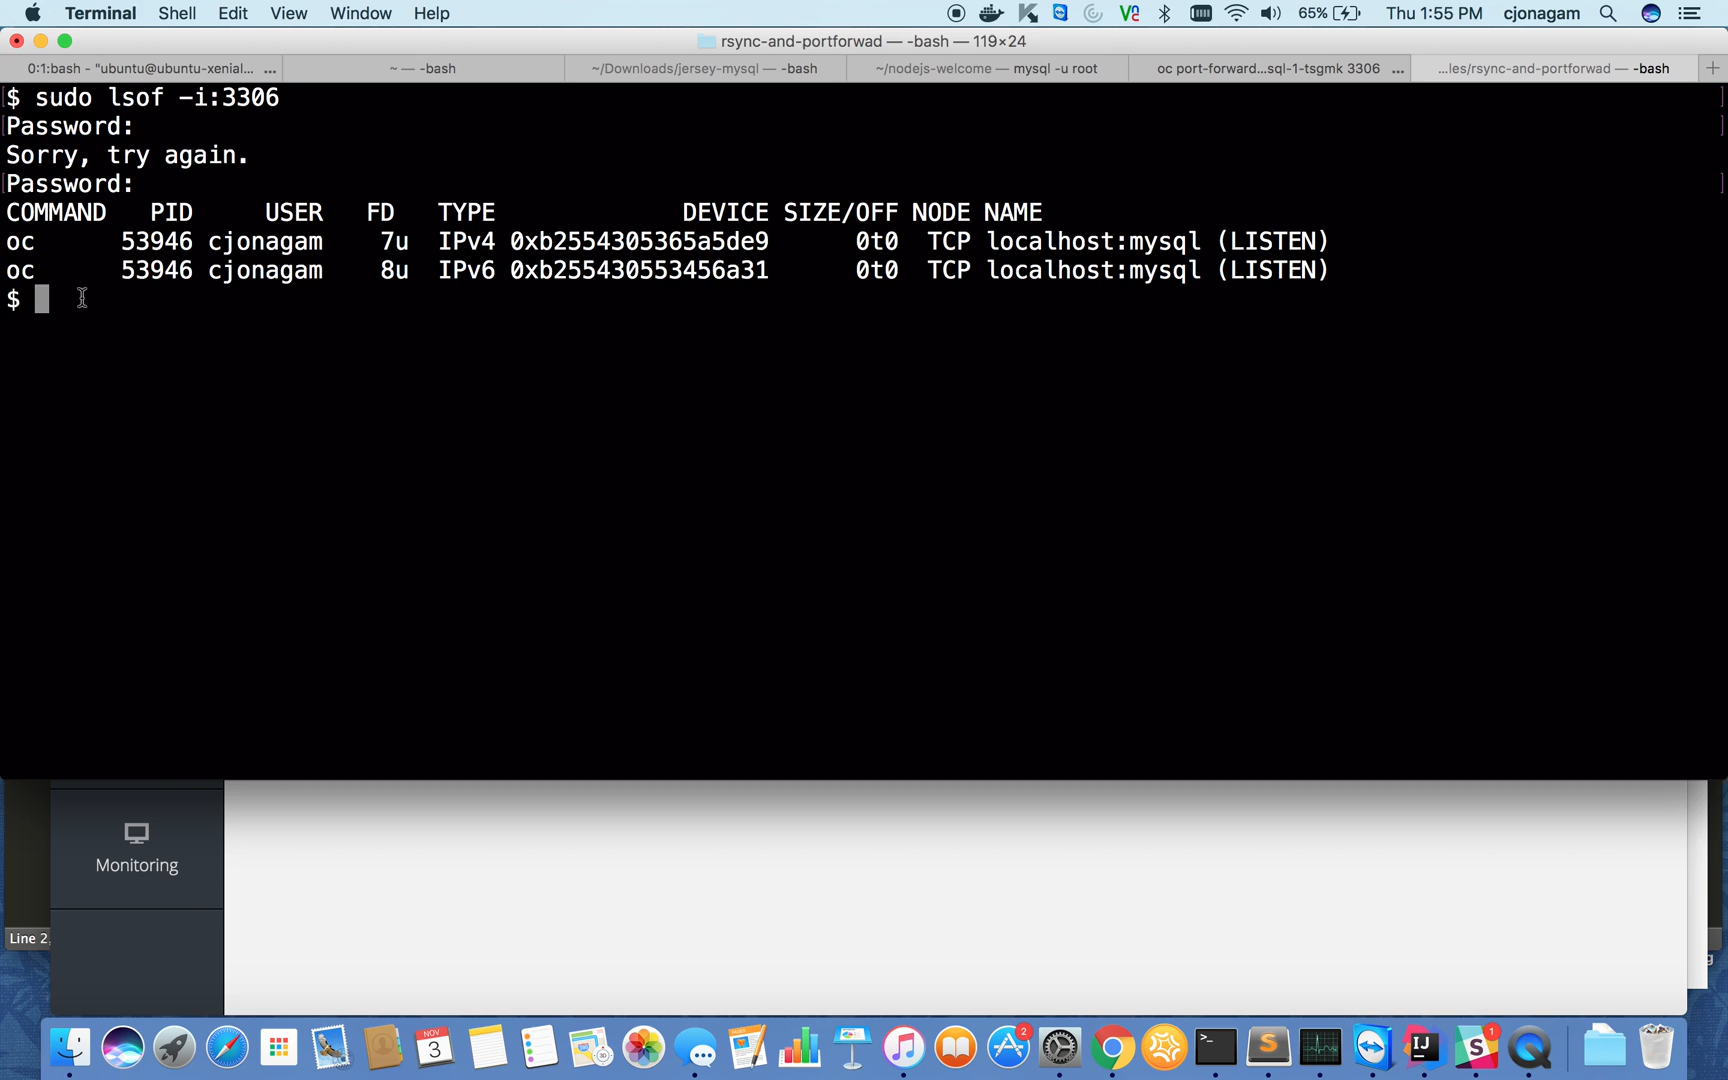 Terminal Shell Edit View Window Help 65% Thu 1:55 PM cjonagam
rsync-and-portforwad — -bash — 119×24
0:1:bash - "ubuntu@ubuntu-xenial... ... ~ — -bash ~/Downloads/jersey-mysql — -bash ~/nodejs-welcome — mysql -u root oc port-forward...sql-1-tsgmk 3306 ... ...les/rsync-and-portforwad — -bash
$ sudo lsof -i:3306
Password:
Sorry, try again.
Password:
COMMAND PID USER FD TYPE DEVICE SIZE/OFF NODE NAME
oc 53946 cjonagam 7u IPv4 0xb2554305365a5de9 0t0 TCP localhost:mysql (LISTEN)
oc 53946 cjonagam 8u IPv6 0xb255430553456a31 0t0 TCP localhost:mysql (LISTEN)
$
Monitoring
Line 2
g
NOV
3
2
1